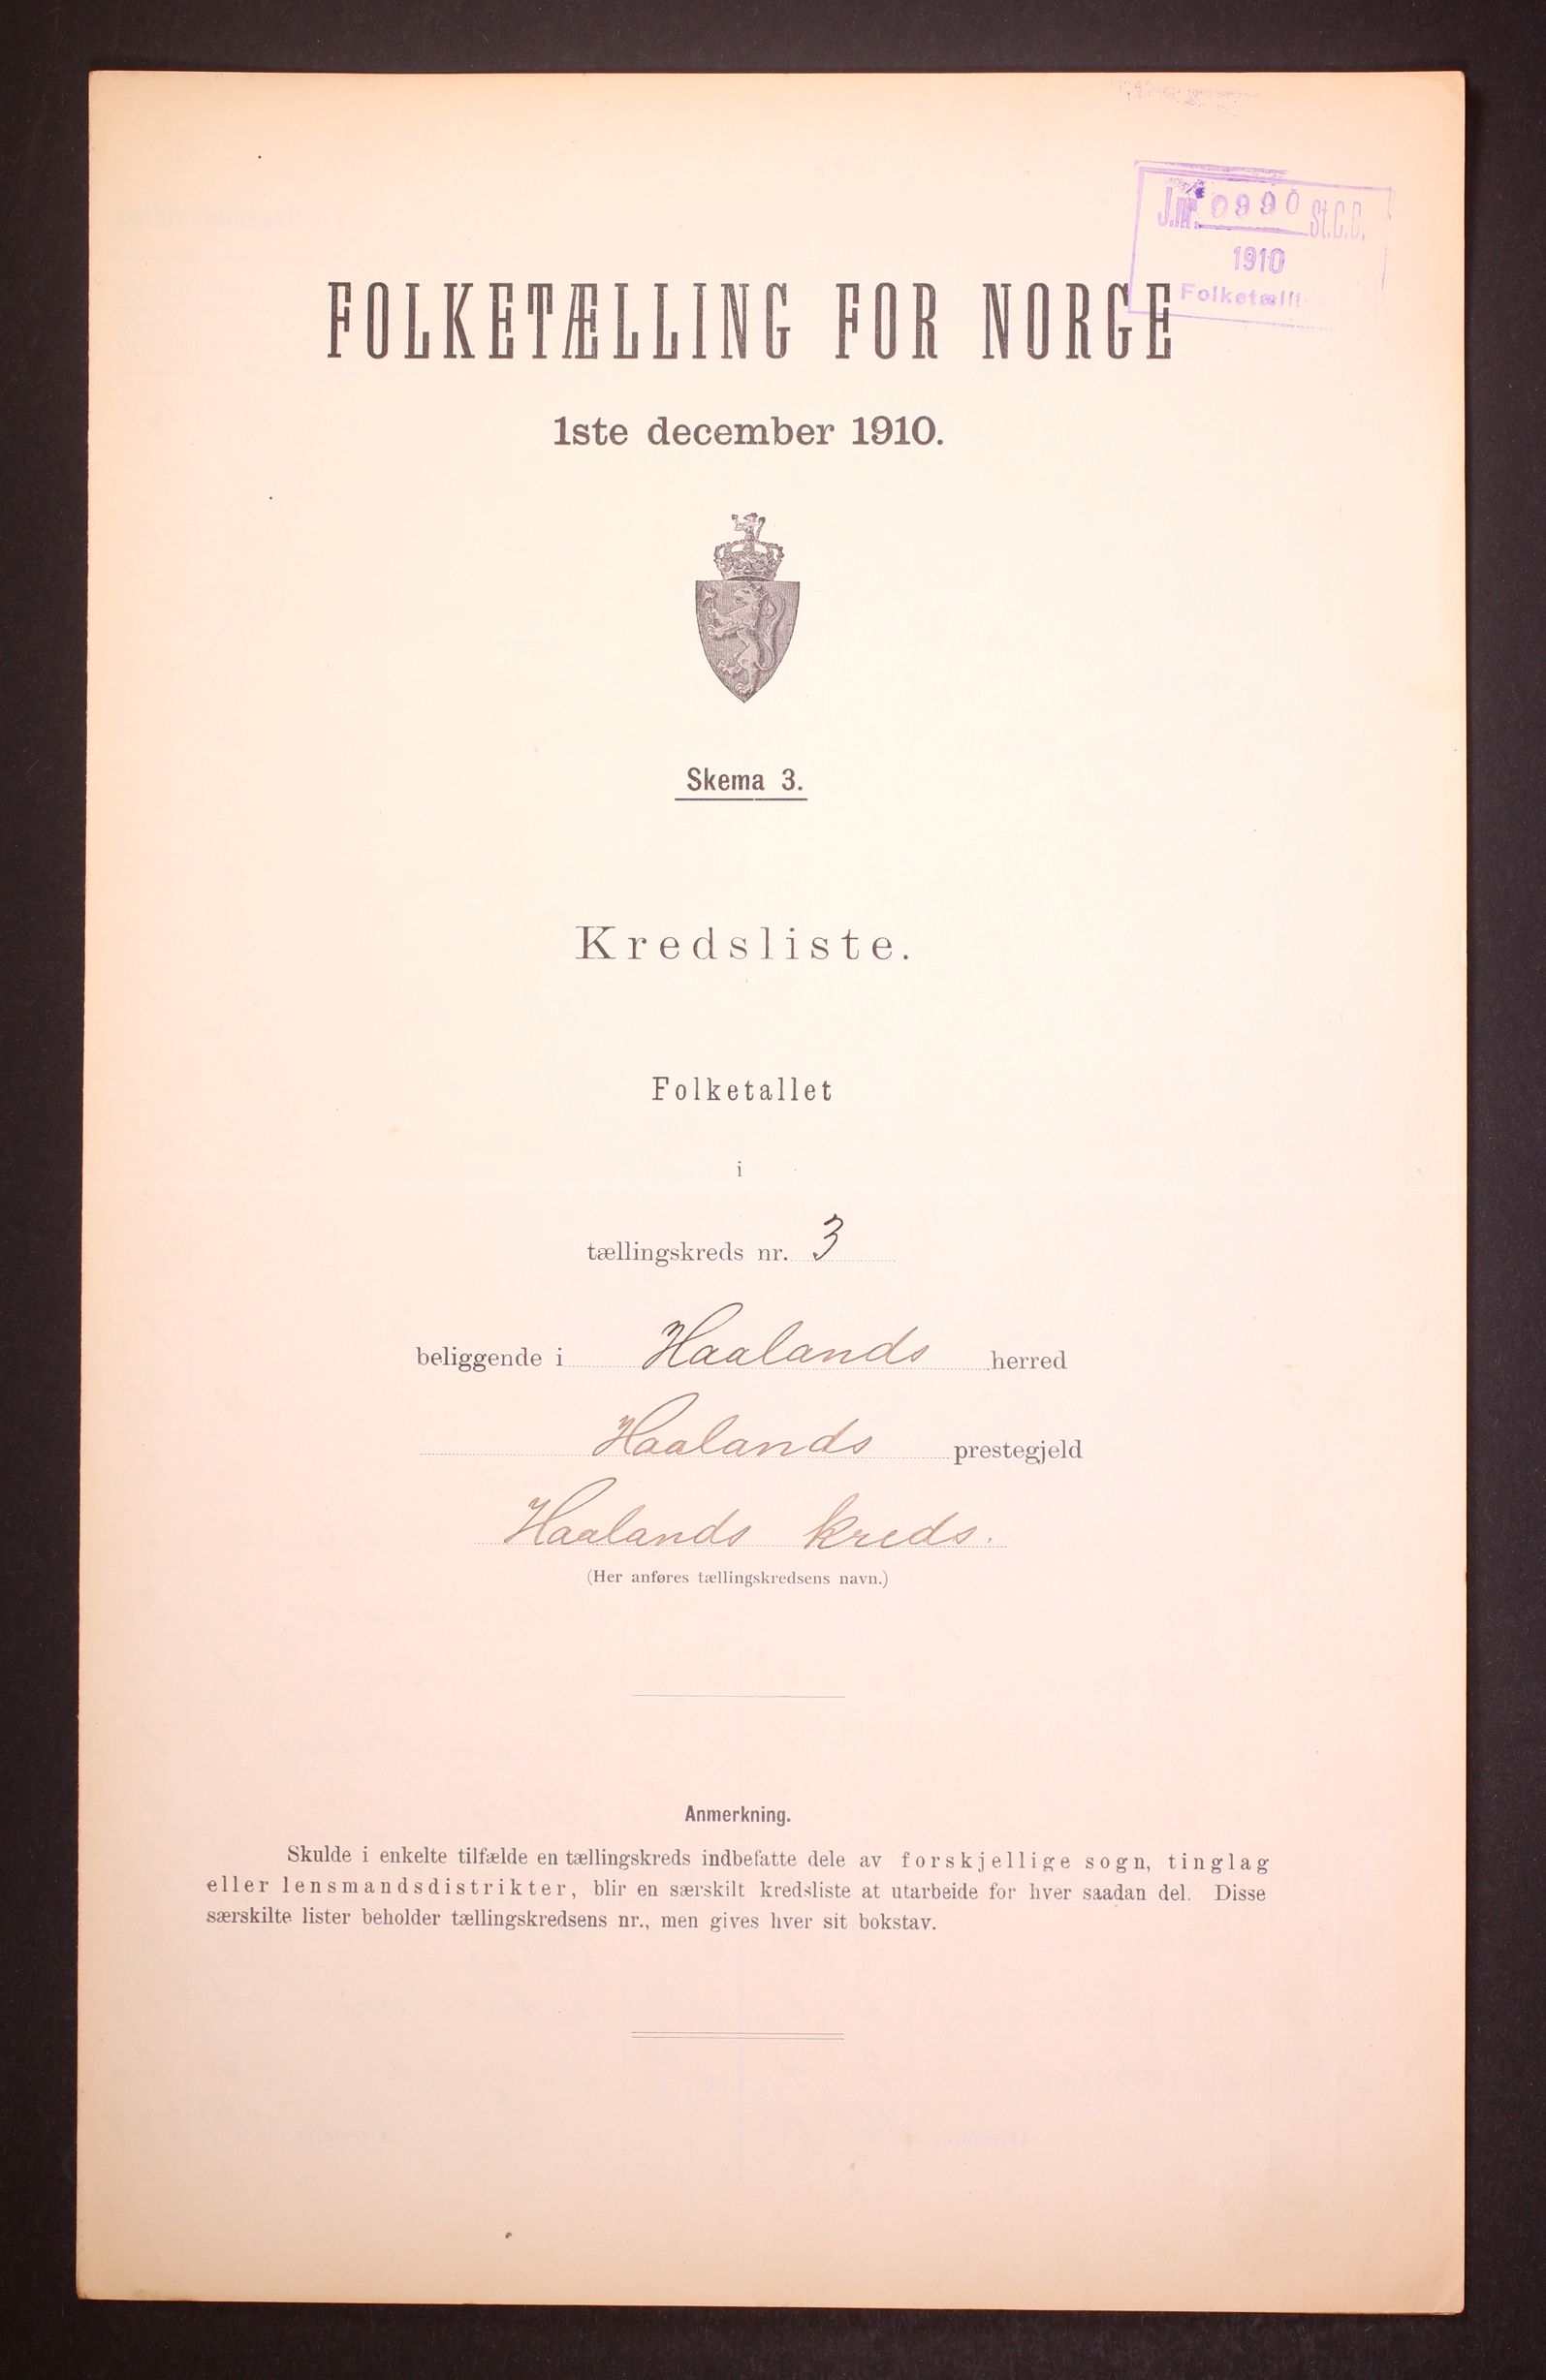 J.nr. 0990 St.C.B.
1910
Folketælli
FOLKETÆLLING FOR NORGE
1ste december 1910.
Skema 3.
Kredsliste.
Folketallet
i
tællingskreds nr. 3
beliggende i Haalands herred
Haalands prestegjeld
Haalands kreds.
(Her anføres tællingskredsens navn.)
Anmerkning.
Skulde i enkelte tilfælde en tællingskreds indbefatte dele av forskjellige sogn, tinglag
eller lensmandsdistrikter, blir en særskilt kredsliste at utarbeide for hver saadan del. Disse
særskilte lister beholder tællingskredsens nr., men gives hver sit bokstav.